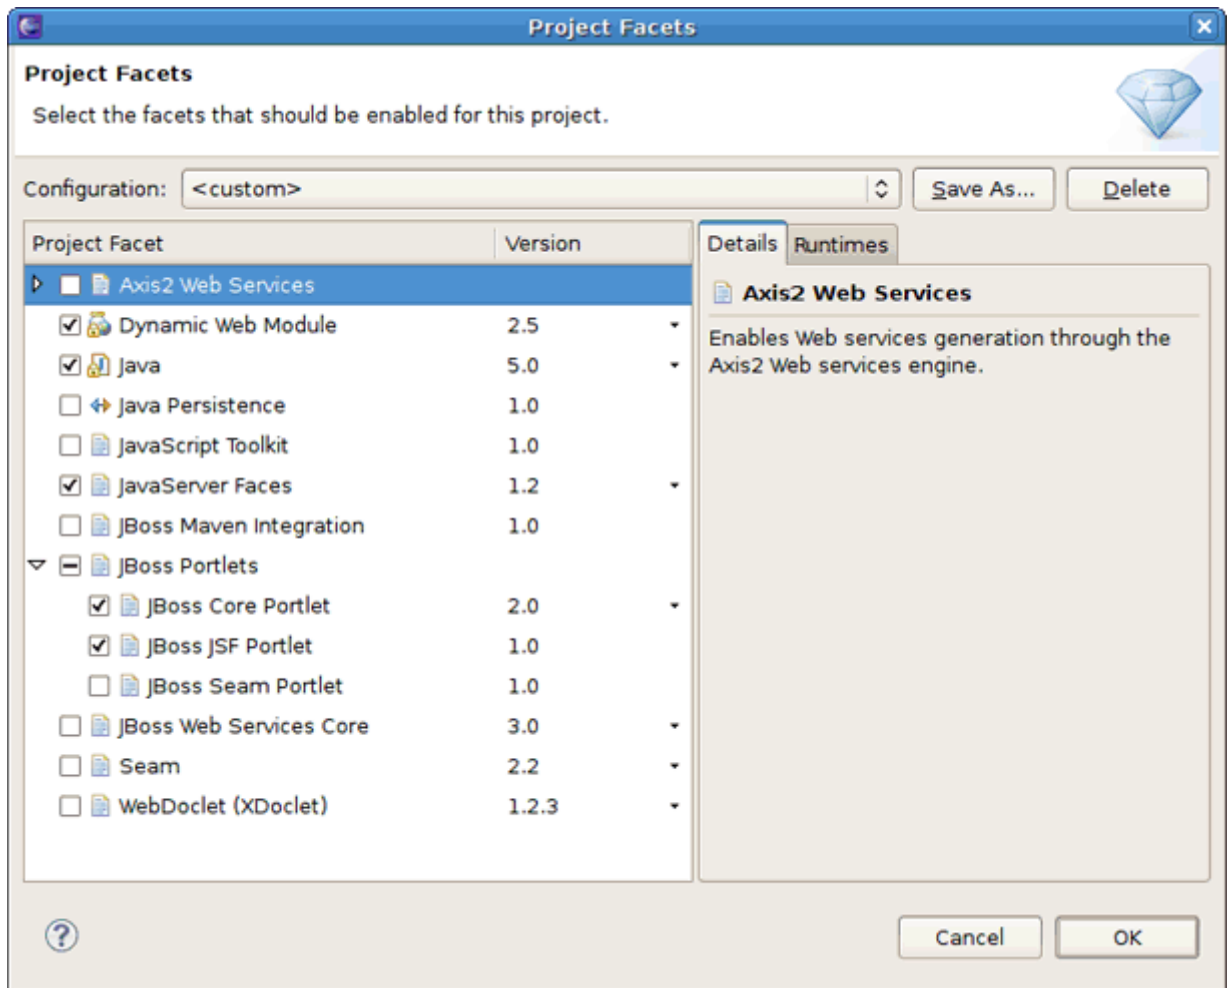 Project Facets
Project Facets
Select the facets that should be enabled for this project.
Configuration: <custom> Save As... Delete
Project Facet Version
Axis2 Web Services
Dynamic Web Module 2.5
Java 5.0
Java Persistence 1.0
JavaScript Toolkit 1.0
JavaServer Faces 1.2
JBoss Maven Integration 1.0
JBoss Portlets
JBoss Core Portlet 2.0
JBoss JSF Portlet 1.0
JBoss Seam Portlet 1.0
JBoss Web Services Core 3.0
Seam 2.2
WebDoclet (XDoclet) 1.2.3
Details Runtimes
Axis2 Web Services
Enables Web services generation through the
Axis2 Web services engine.
? Cancel OK